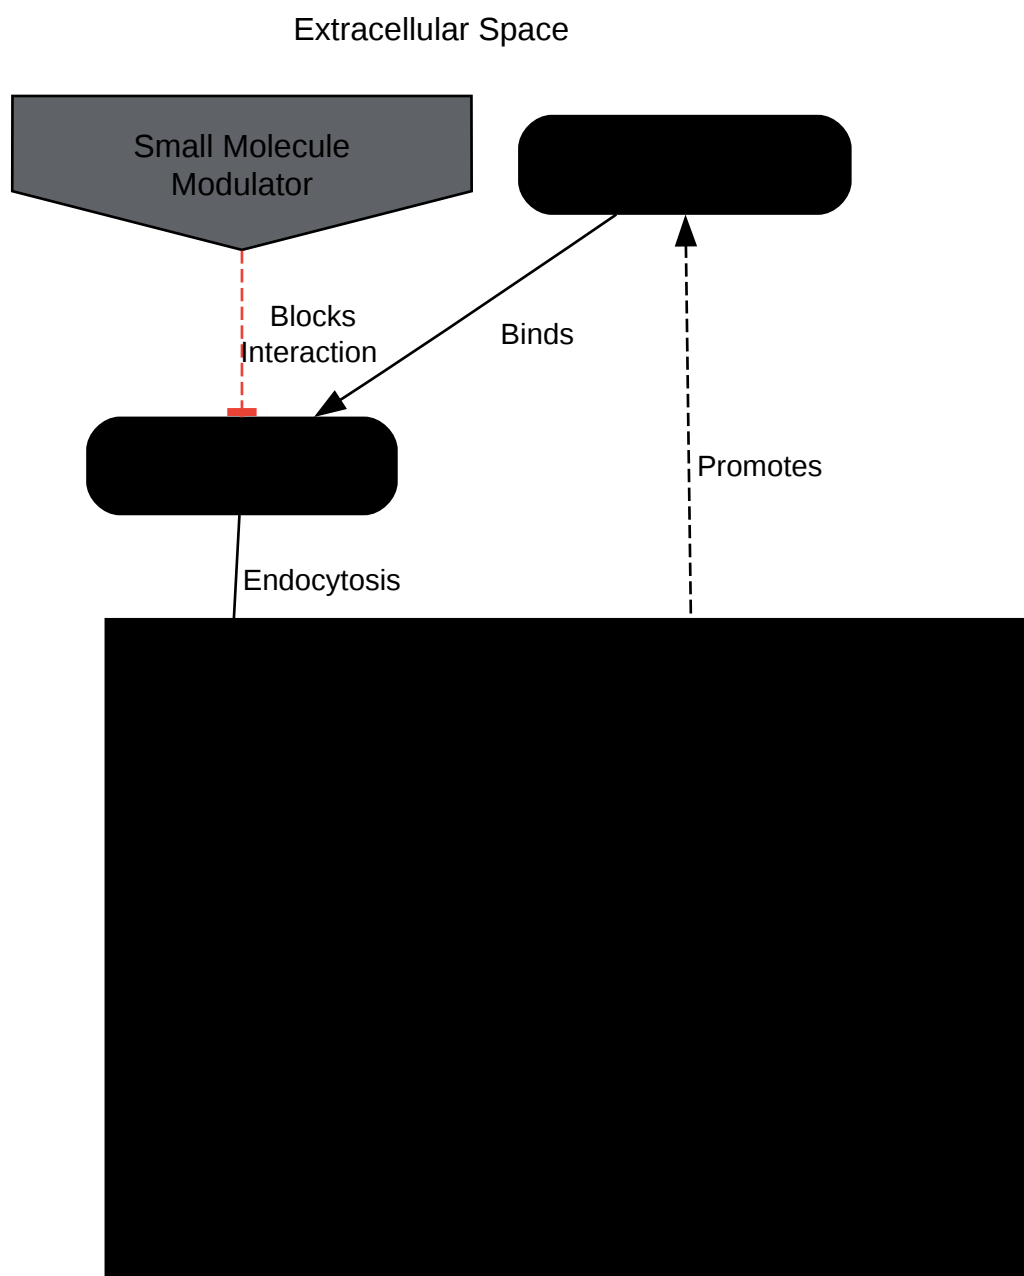 Extracellular Space
Small Molecule
Modulator
Blocks
Interaction
Binds
Promotes
Endocytosis